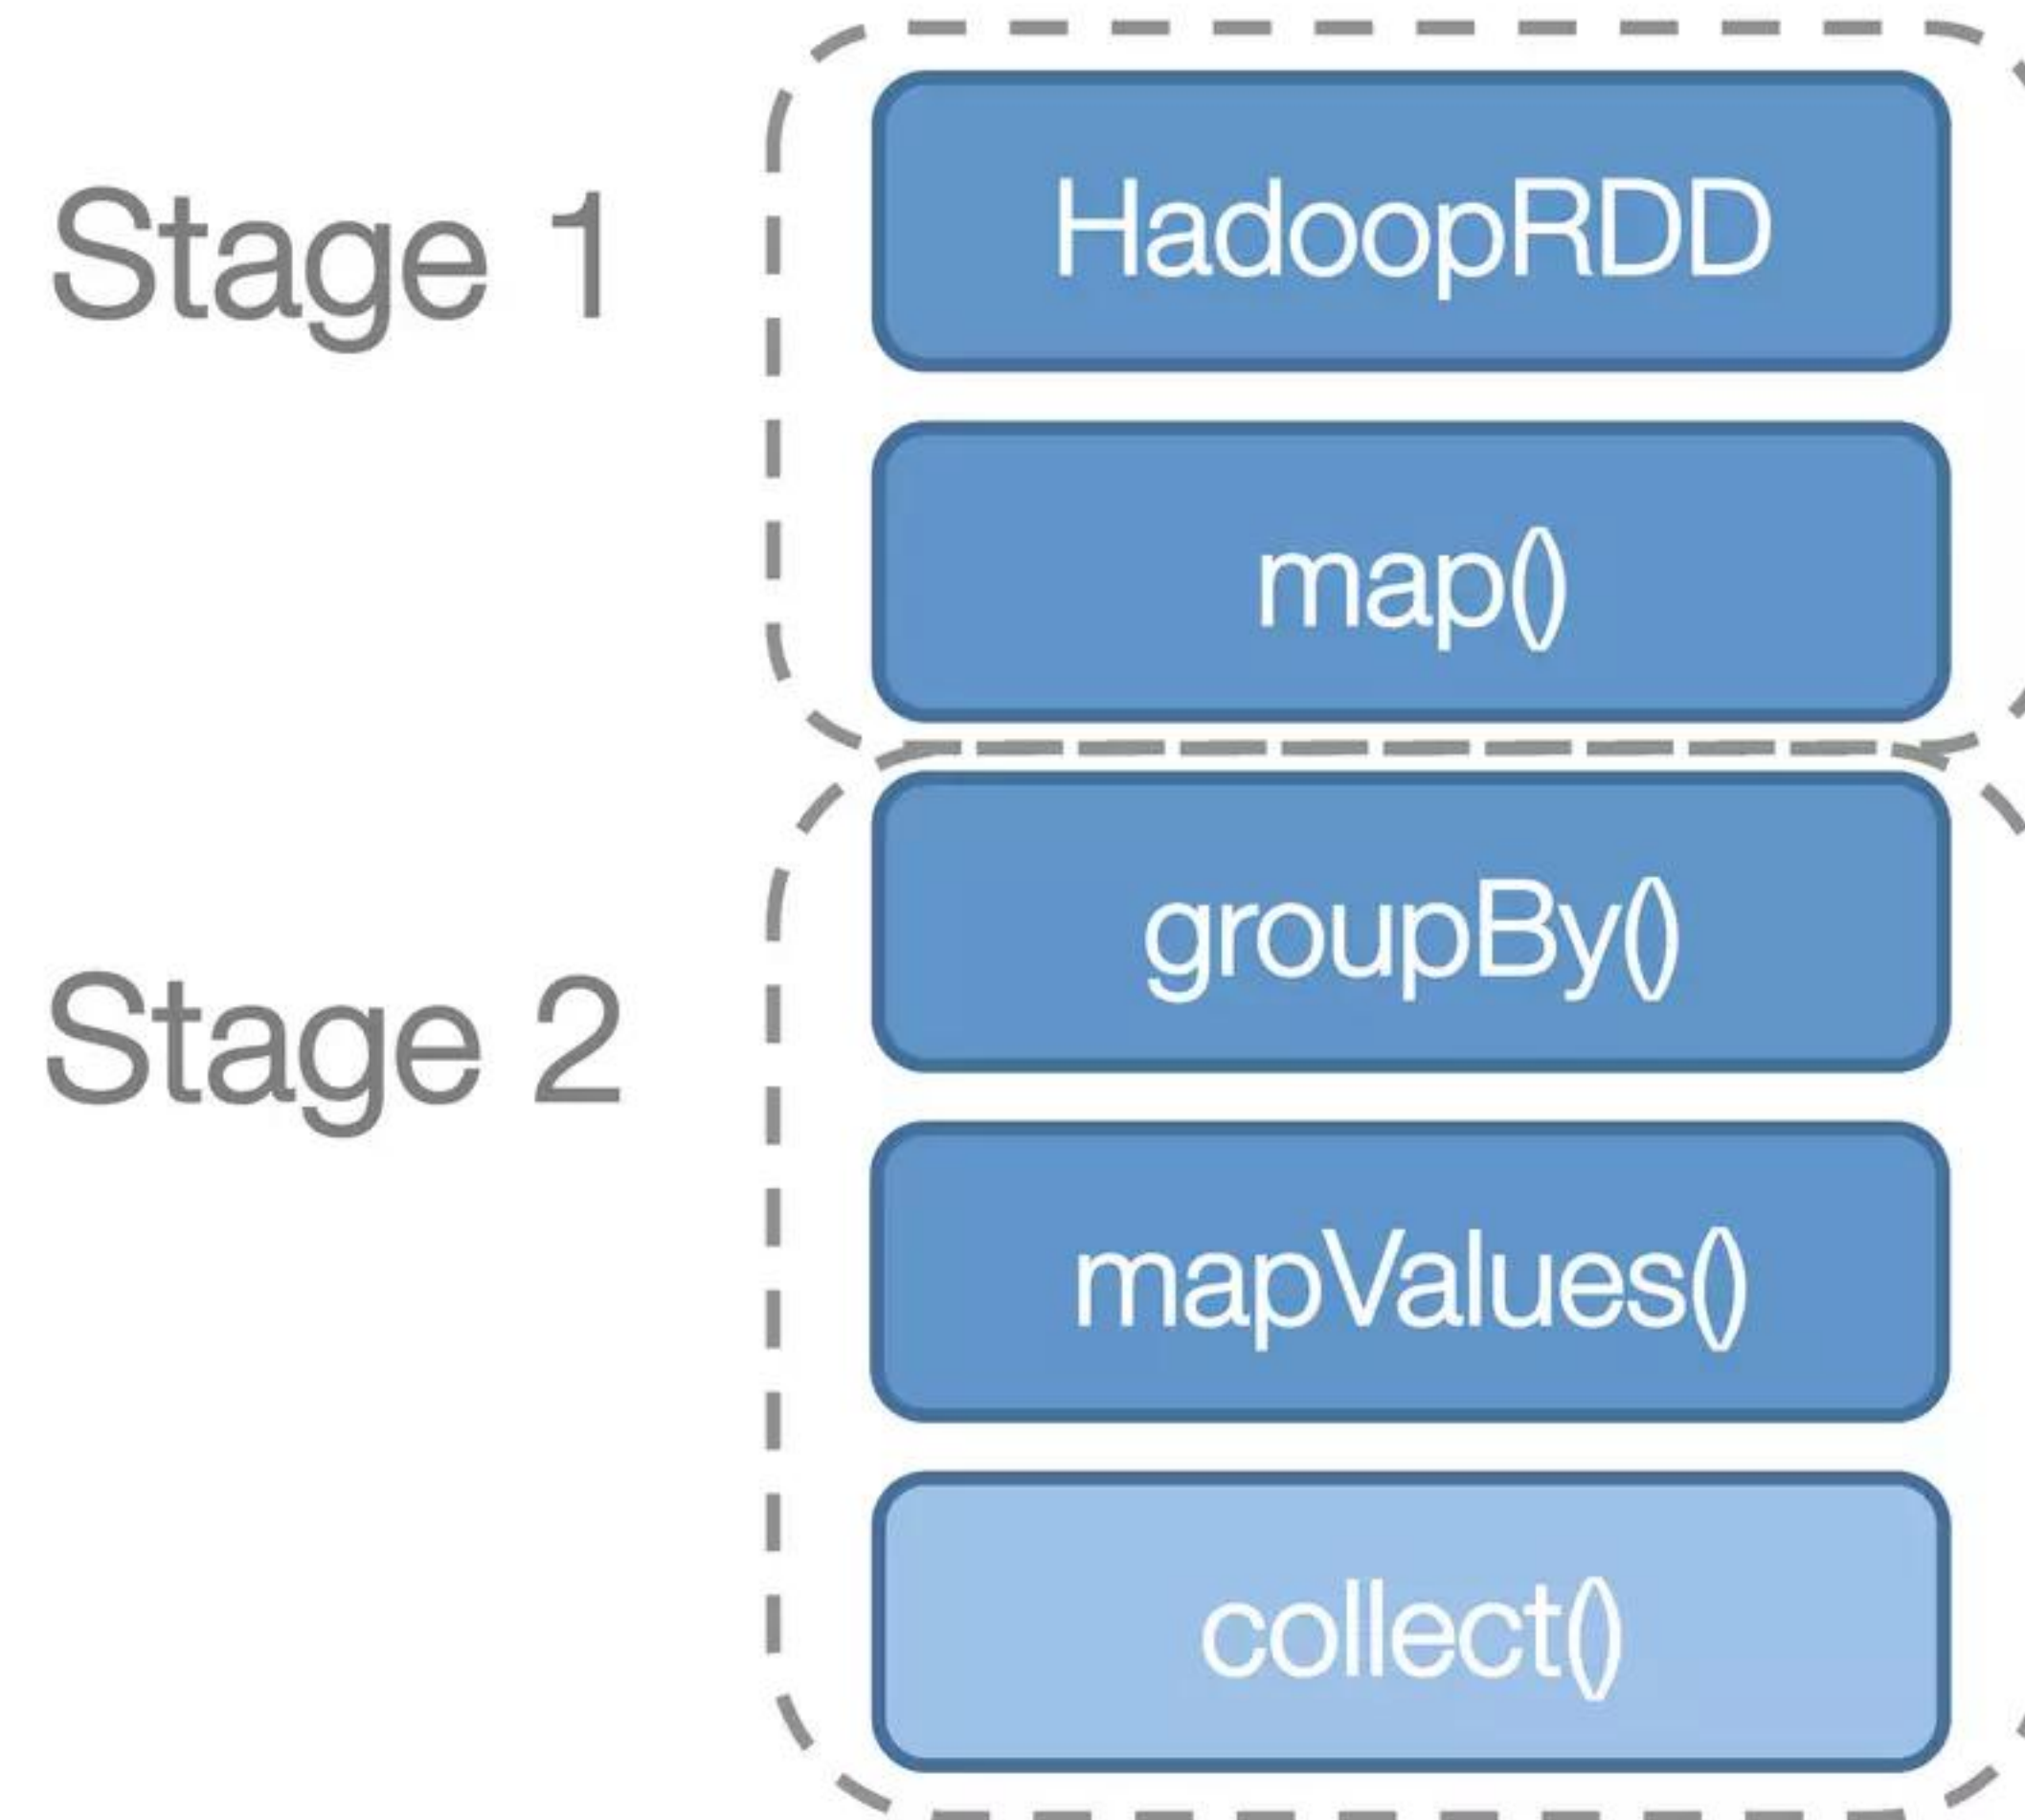 Stage 1
HadoopRDD
map()
Stage 2
groupBy()
mapValues()
collect()